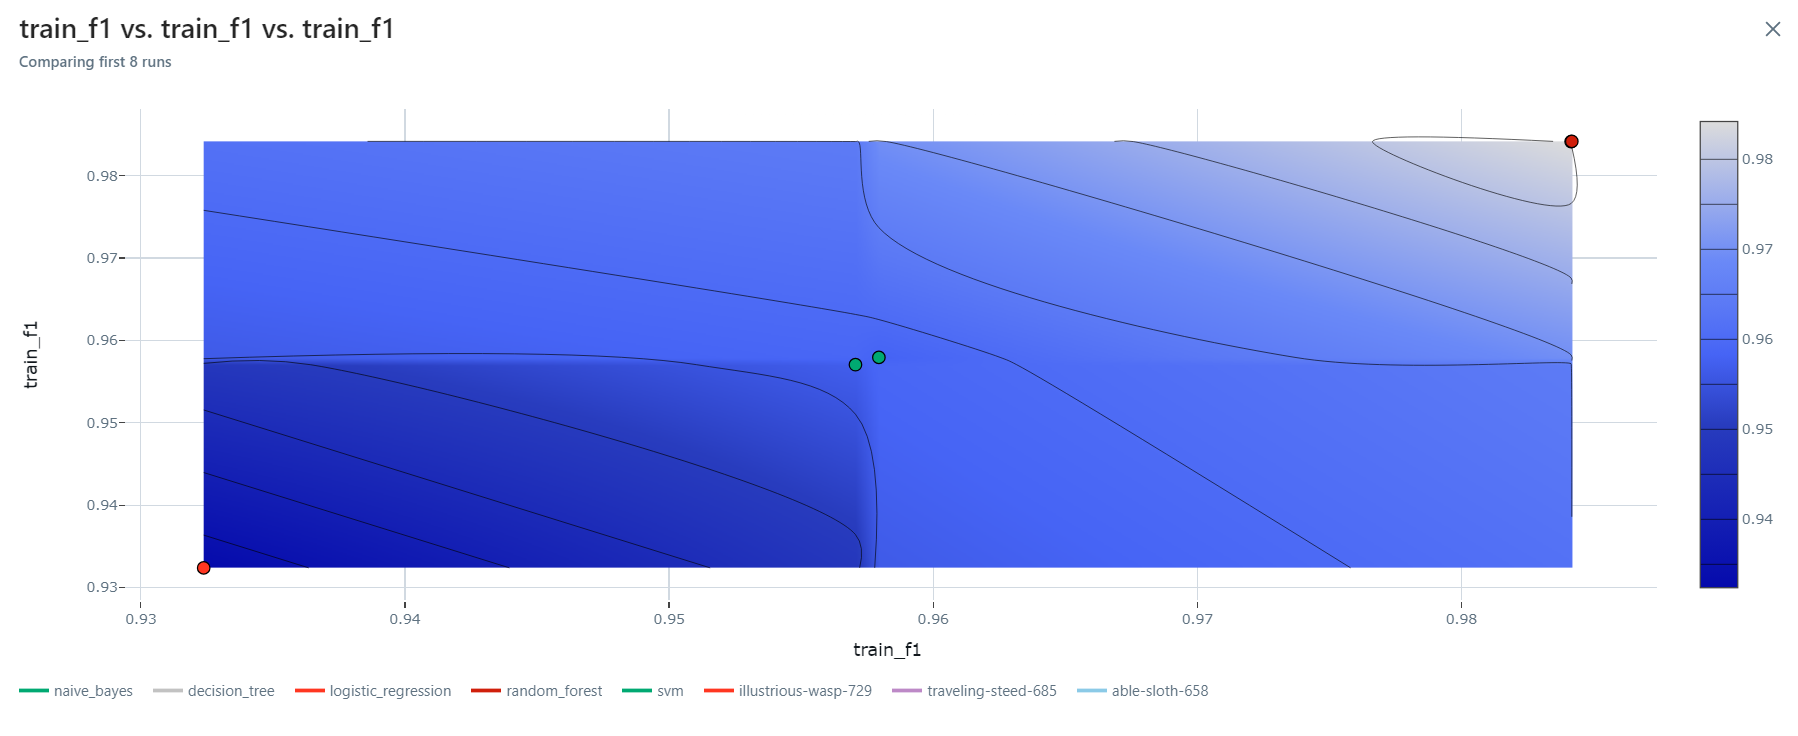 train_f1 vs. train_f1 vs. train_f1
Comparing first 8 runs
train_f1
0.98
0.97
0.96
0.95
0.94
0.93
0.93 0.94 0.95 0.96 0.97 0.98
train_f1
0.98
0.97
0.96
0.95
0.94
naive_bayes decision_tree logistic_regression random_forest svm illustrious-wasp-729 traveling-steed-685 able-sloth-658